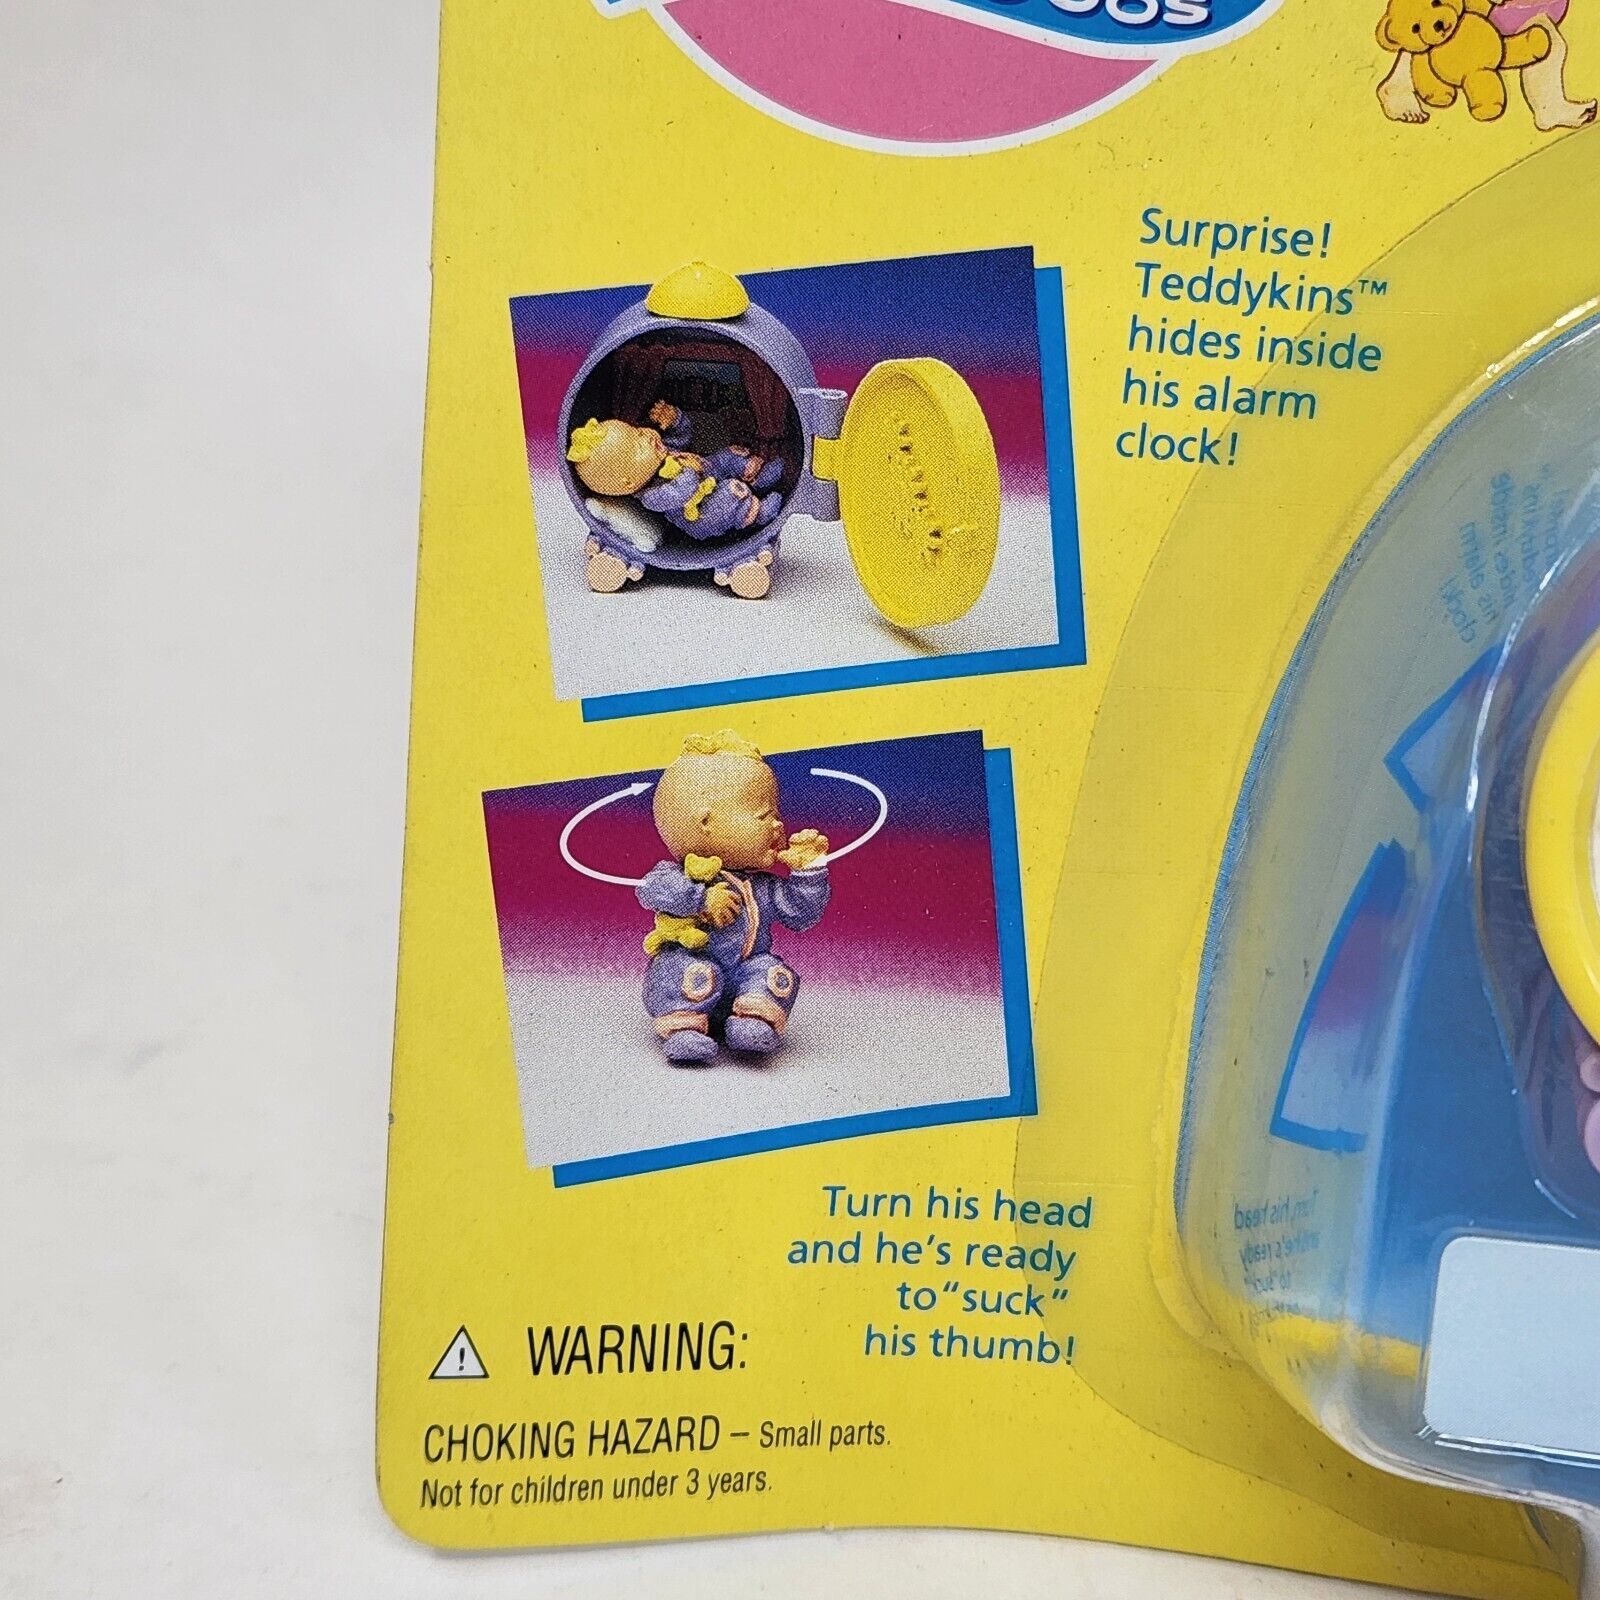 Surprise!
Teddykins™
hides inside
his alarm
clock!
Turn his head
and he's ready
to "suck"
his thumb!
⚠ WARNING:
CHOKING HAZARD – Small parts.
Not for children under 3 years.